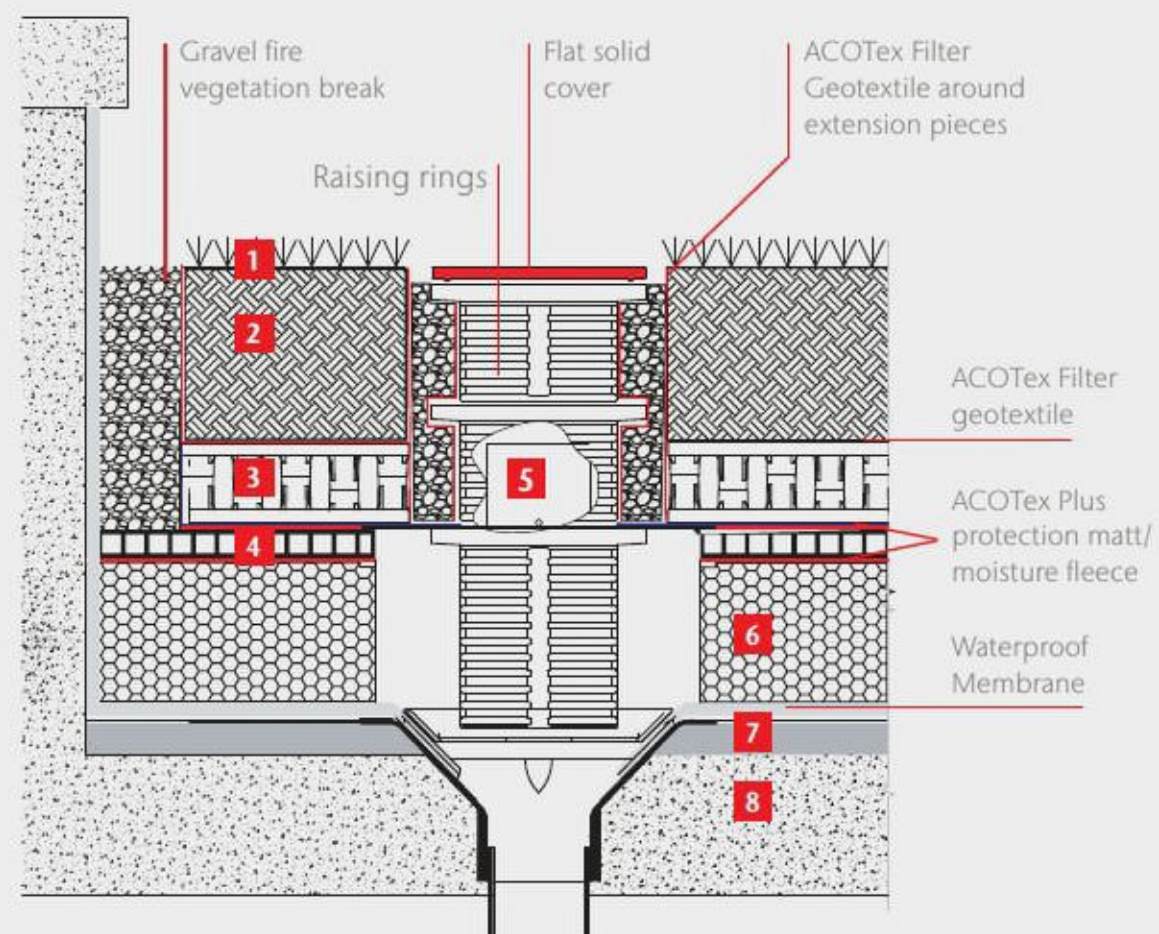 Gravel fire
vegetation break
Flat solid
cover
ACOTex Filter
Geotextile around
extension pieces
Raising rings
1
2
3
4
5
ACOTex Filter
geotextile
ACOTex Plus
protection matt/
moisture fleece
6
Waterproof
Membrane
7
8